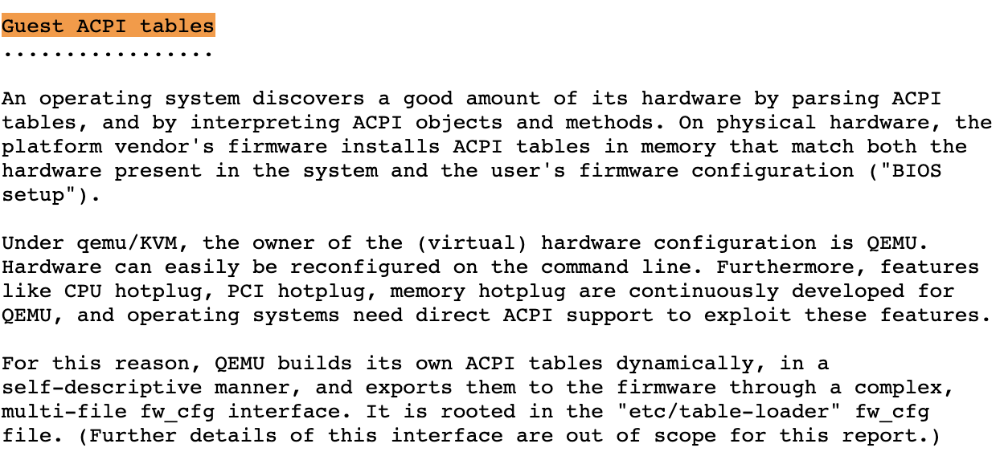 Guest ACPI tables
.................
An operating system discovers a good amount of its hardware by parsing ACPI
tables, and by interpreting ACPI objects and methods. On physical hardware, the
platform vendor's firmware installs ACPI tables in memory that match both the
hardware present in the system and the user's firmware configuration ("BIOS
setup").
Under qemu/KVM, the owner of the (virtual) hardware configuration is QEMU.
Hardware can easily be reconfigured on the command line. Furthermore, features
like CPU hotplug, PCI hotplug, memory hotplug are continuously developed for
QEMU, and operating systems need direct ACPI support to exploit these features.
For this reason, QEMU builds its own ACPI tables dynamically, in a
self-descriptive manner, and exports them to the firmware through a complex,
multi-file fw_cfg interface. It is rooted in the "etc/table-loader" fw_cfg
file. (Further details of this interface are out of scope for this report.)